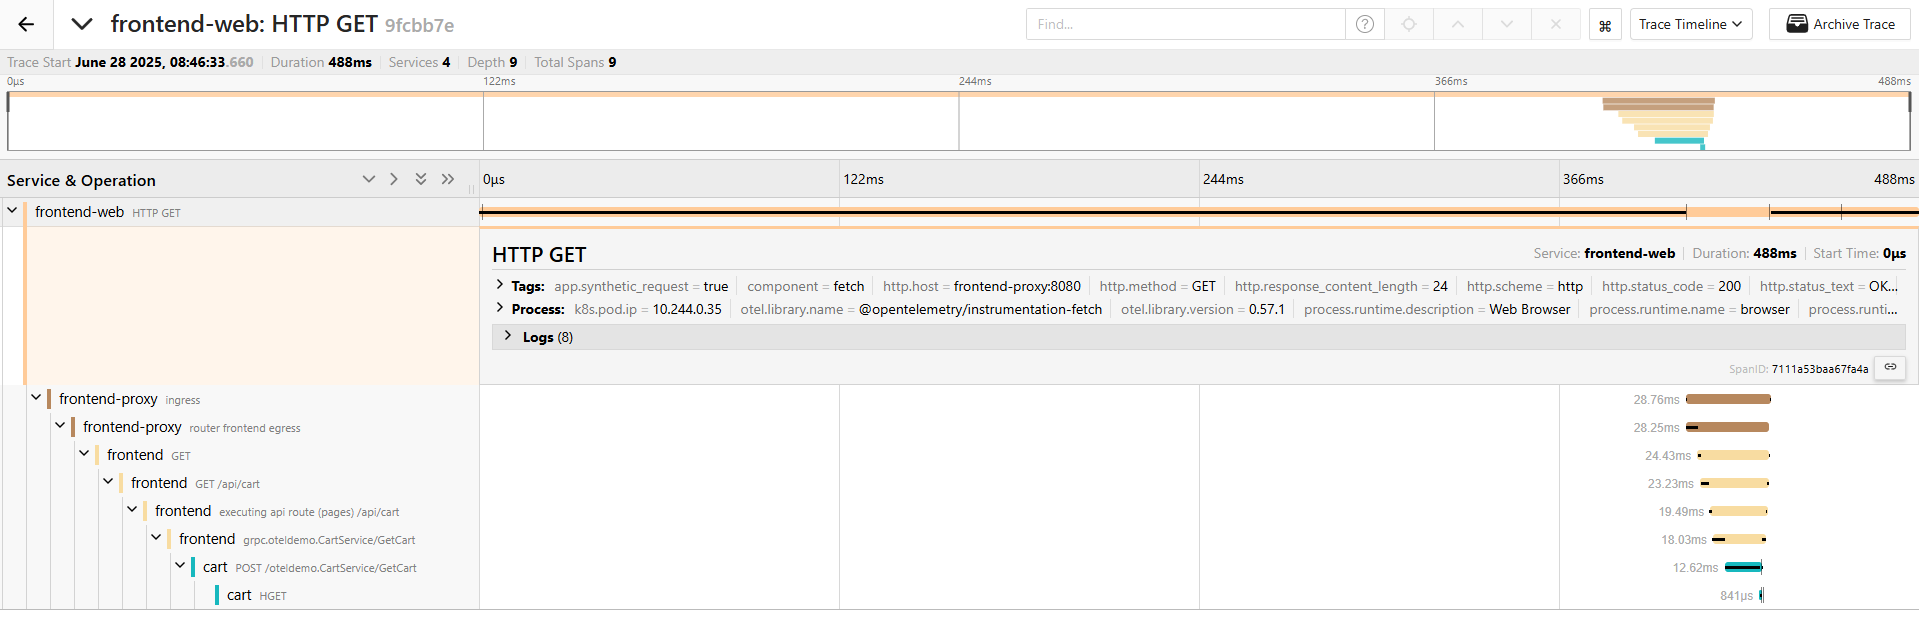 frontend-web: HTTP GET 9fcbb7e
Find...
Trace Timeline
Archive Trace
Trace Start June 28 2025, 08:46:33.660 Duration 488ms Services 4 Depth 9 Total Spans 9
0μs 122ms 244ms 366ms 488ms
Service & Operation 0μs 122ms 244ms 366ms 488ms
frontend-web HTTP GET
HTTP GET Service: frontend-web Duration: 488ms Start Time: 0μs
Tags: app.synthetic_request = true component = fetch http.host = frontend-proxy:8080 http.method = GET http.response_content_length = 24 http.scheme = http http.status_code = 200 http.status_text = OK...
Process: k8s.pod.ip = 10.244.0.35 otel.library.name = @opentelemetry/instrumentation-fetch otel.library.version = 0.57.1 process.runtime.description = Web Browser process.runtime.name = browser process.runti...
Logs (8)
SpanID: 7111a53baa67fa4a
frontend-proxy ingress 28.76ms
frontend-proxy router frontend egress 28.25ms
frontend GET 24.43ms
frontend GET /api/cart 23.23ms
frontend executing api route (pages) /api/cart 19.49ms
frontend grpc.oteldemo.CartService/GetCart 18.03ms
cart POST /oteldemo.CartService/GetCart 12.62ms
cart HGET 841μs